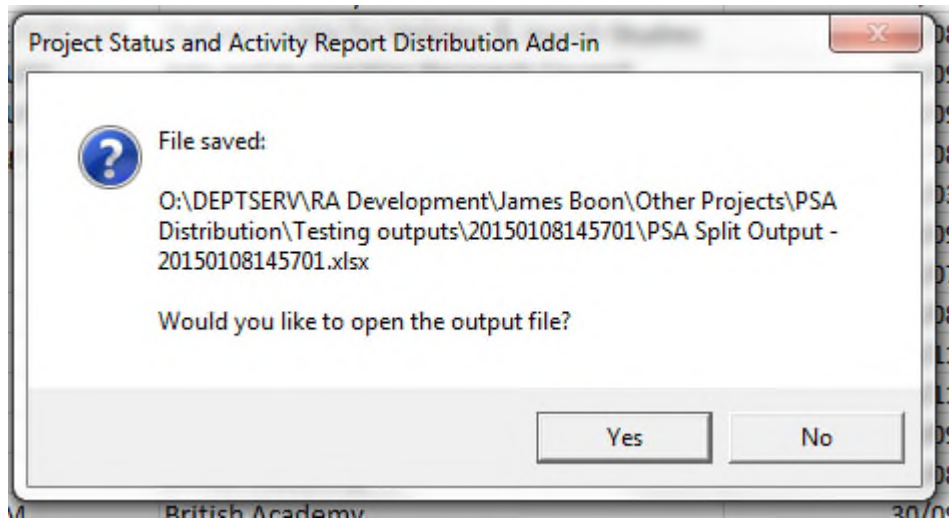 Project Status and Activity Report Distribution Add-in
File saved:
O:\DEPTSERV\RA Development\James Boon\Other Projects\PSA
Distribution\Testing outputs\20150108145701\PSA Split Output -
20150108145701.xlsx
Would you like to open the output file?
Yes No
British Academy